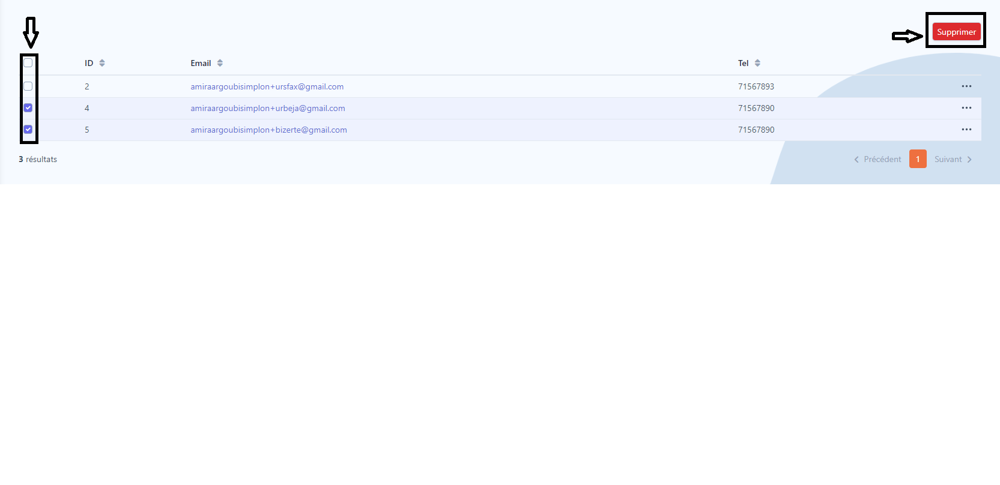 Supprimer
ID Email Tel
2 amiraargoubisimplon+ursfax@gmail.com 71567893
4 amiraargoubisimplon+urbeja@gmail.com 71567890
5 amiraargoubisimplon+bizerte@gmail.com 71567890
3 résultats Précédent 1 Suivant